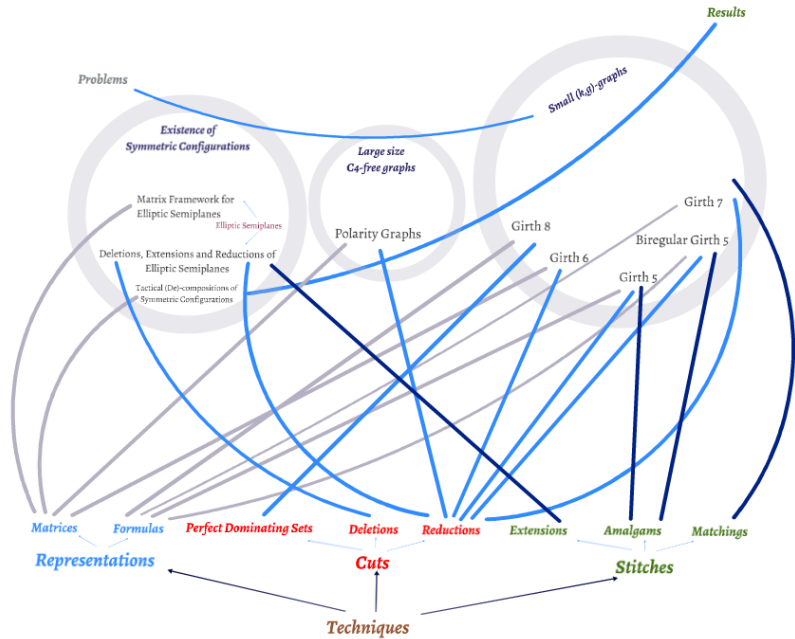 Results
Problems
Small (k,g)-graphs
Existence of
Symmetric Configurations
Large size
C4-free graphs
Matrix Framework for
Elliptic Semiplanes
Elliptic Semiplanes
Deletions, Extensions and Reductions of
Elliptic Semiplanes
Tactical (De)-compositions of
Symmetric Configurations
Polarity Graphs
Girth 8
Girth 6
Girth 7
Biregular Girth 5
Girth 5
Matrices
Formulas
Perfect Dominating Sets
Deletions
Reductions
Extensions
Amalgams
Matchings
Representations
Cuts
Stitches
Techniques